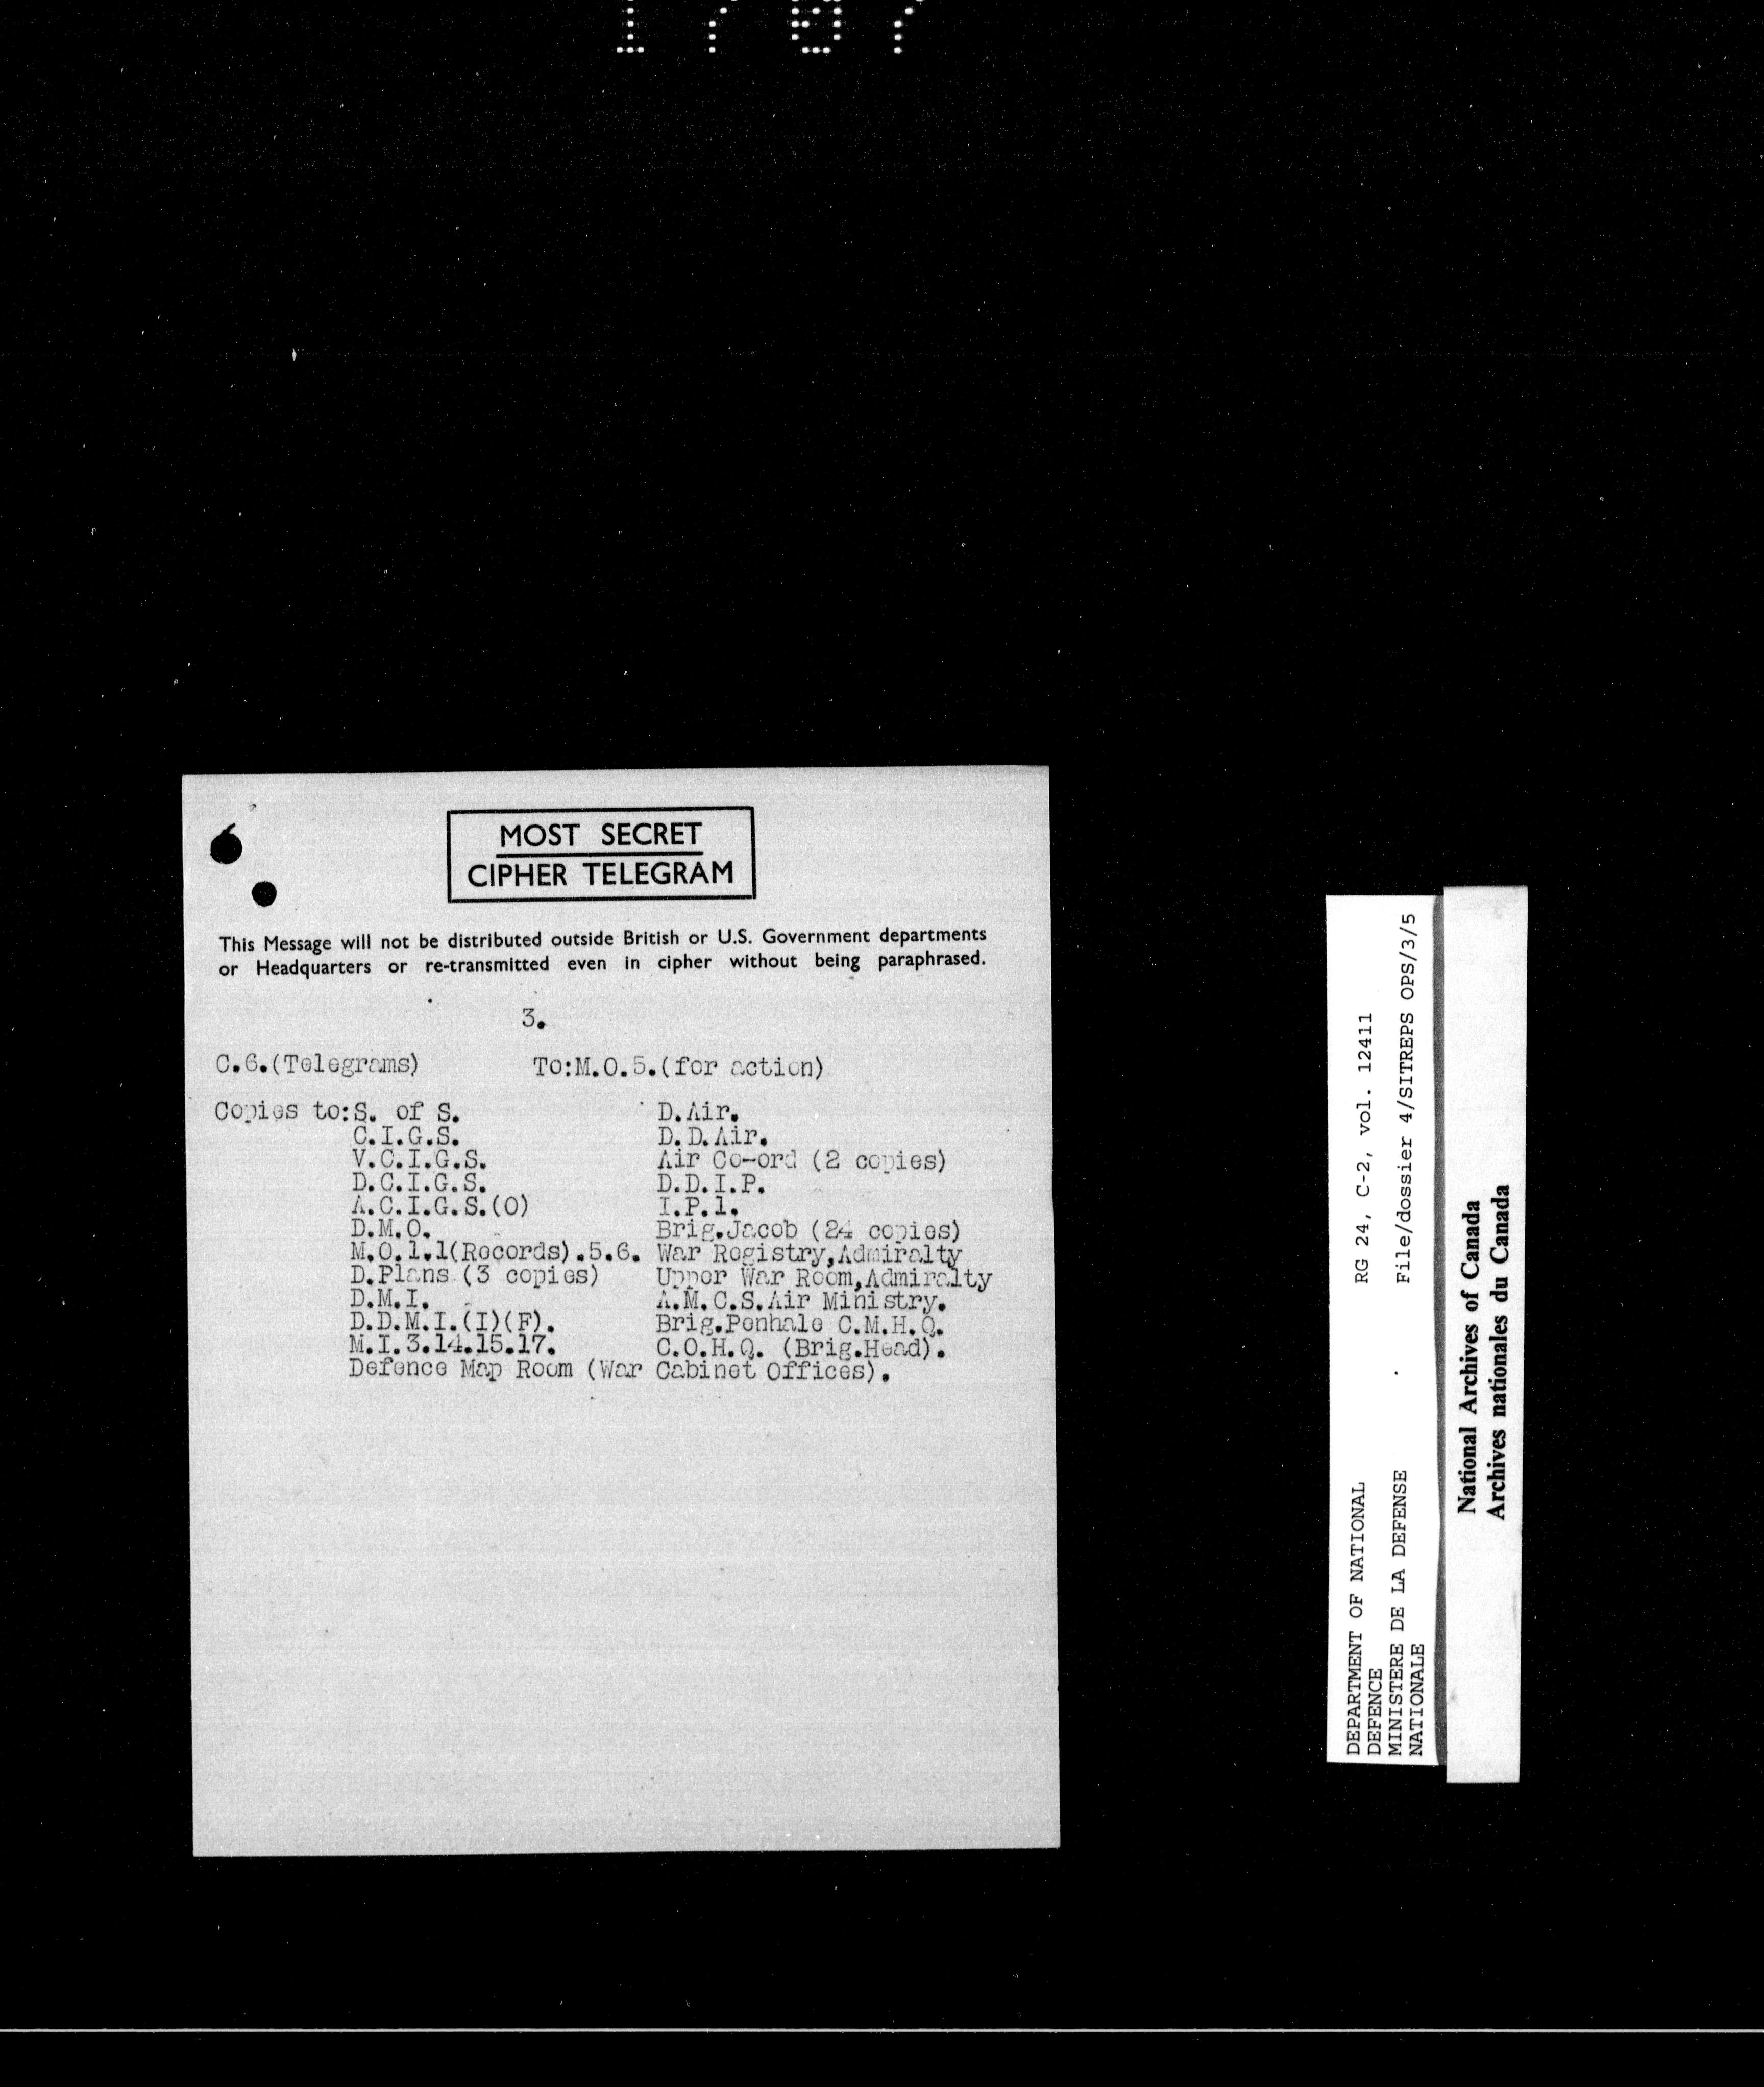 1707
MOST SECRET
CIPHER TELEGRAM
This Message will not be distributed outside British or U.S. Government departments
or Headquarters or re-transmitted even in cipher without being paraphrased.
3.
C.6.(Telegrams) To:M.O.5.(for action)
Copies to:S. of S. D.Air.
C.I.G.S. D.D.Air.
V.C.I.G.S. Air Co-ord (2 copies)
D.C.I.G.S. D.D.I.P.
A.C.I.G.S.(O) I.P.1.
D.M.O. Brig.Jacob (24 copies)
M.O.1.1(Records).5.6. War Registry,Admiralty
D.Plans (3 copies) Upper War Room,Admiralty
D.M.I. A.M.C.S.Air Ministry.
D.D.M.I.(I)(F). Brig.Penhale C.M.H.Q.
M.I.3.14.15.17. C.O.H.Q. (Brig.Head).
Defence Map Room (War Cabinet Offices).
DEPARTMENT OF NATIONAL RG 24, C-2, vol. 12411
DEFENCE
MINISTERE DE LA DEFENSE File/dossier 4/SITREPS OPS/3/5
NATIONALE
National Archives of Canada
Archives nationales du Canada